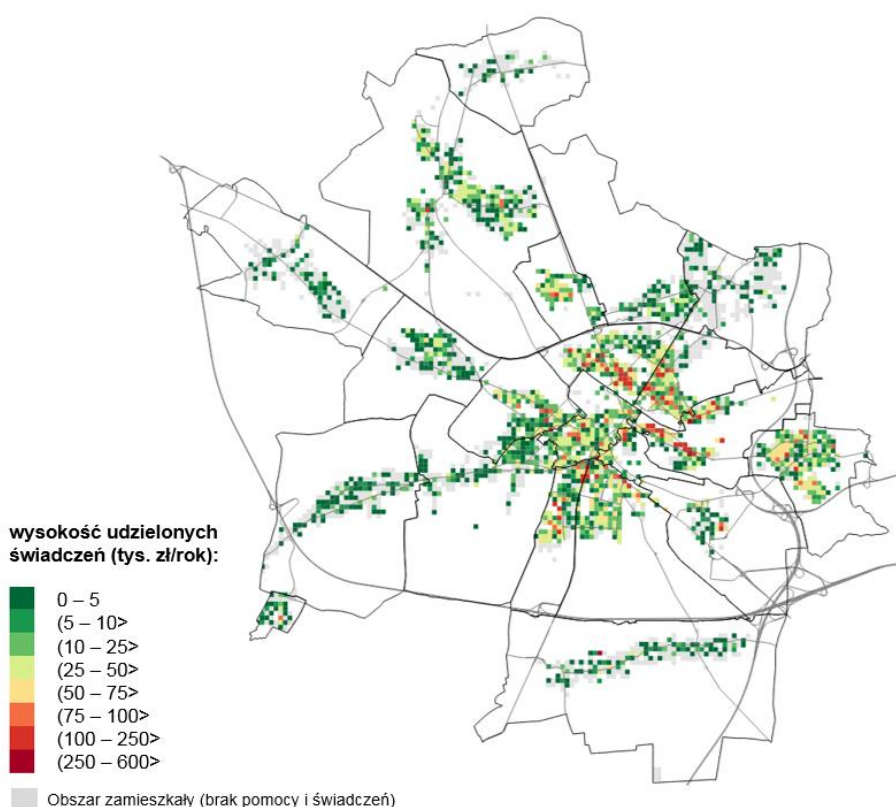 wysokość udzielonych
świadczeń (tys. zł/rok):
0 – 5
(5 – 10>
(10 – 25>
(25 – 50>
(50 – 75>
(75 – 100>
(100 – 250>
(250 – 600>
Obszar zamieszkały (brak pomocy i świadczeń)